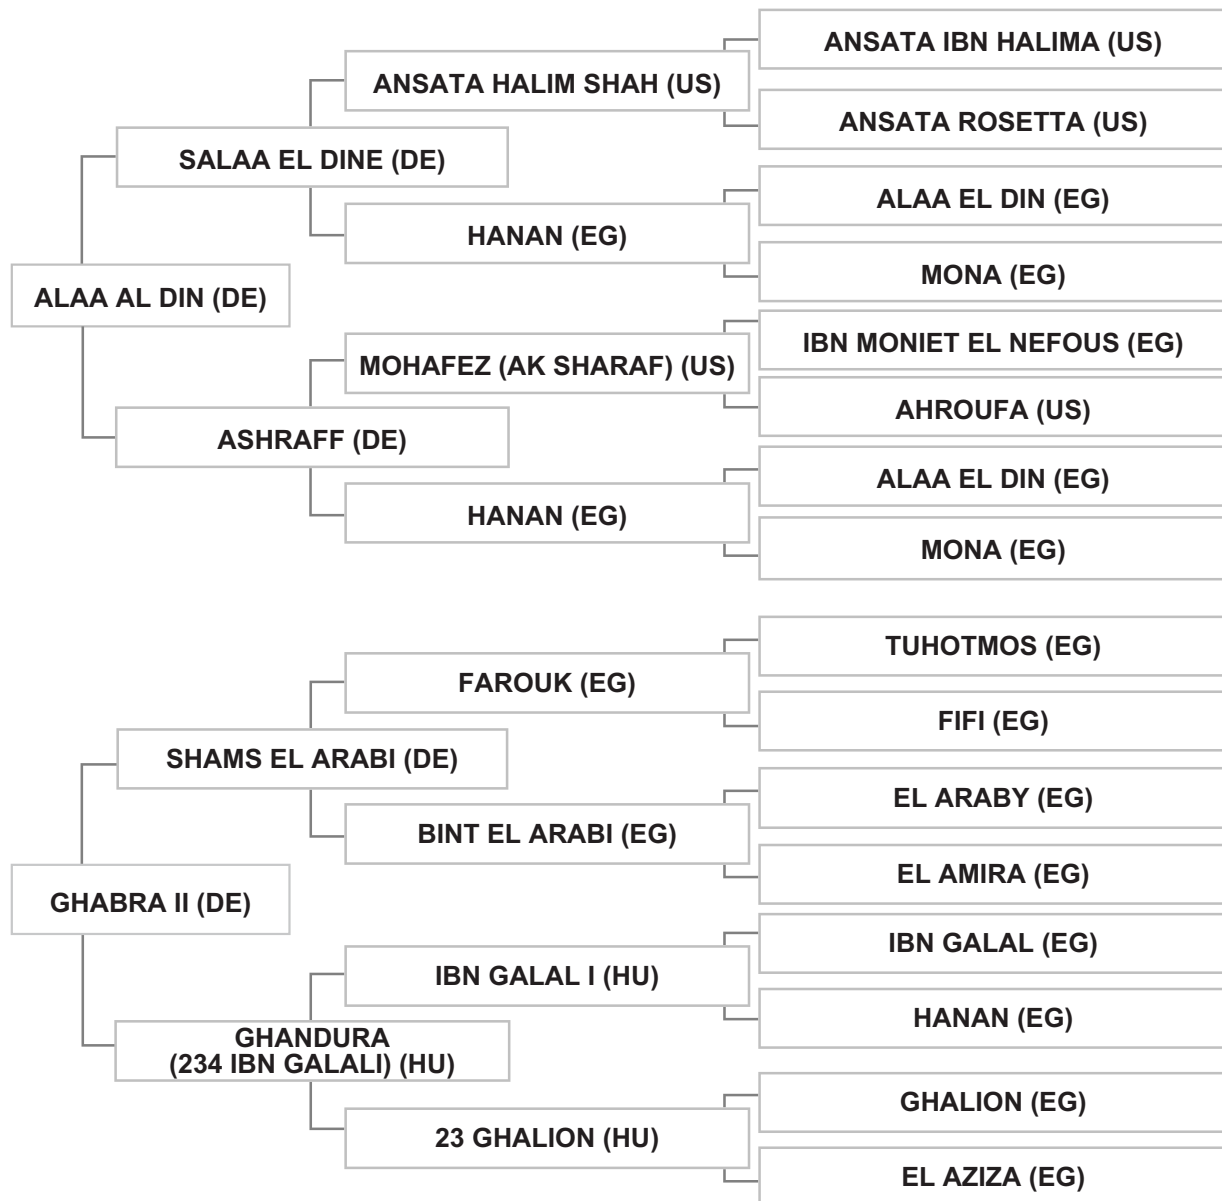 ANSATA IBN HALIMA (US)
ANSATA HALIM SHAH (US)
ANSATA ROSETTA (US)
SALAA EL DINE (DE)
ALAA EL DIN (EG)
HANAN (EG)
MONA (EG)
ALAA AL DIN (DE)
IBN MONIET EL NEFOUS (EG)
MOHAFEZ (AK SHARAF) (US)
AHROUFA (US)
ASHRAFF (DE)
ALAA EL DIN (EG)
HANAN (EG)
MONA (EG)
TUHOTMOS (EG)
FAROUK (EG)
FIFI (EG)
SHAMS EL ARABI (DE)
EL ARABY (EG)
BINT EL ARABI (EG)
EL AMIRA (EG)
GHABRA II (DE)
IBN GALAL (EG)
IBN GALAL I (HU)
HANAN (EG)
GHANDURA
(234 IBN GALALI) (HU)
GHALION (EG)
23 GHALION (HU)
EL AZIZA (EG)